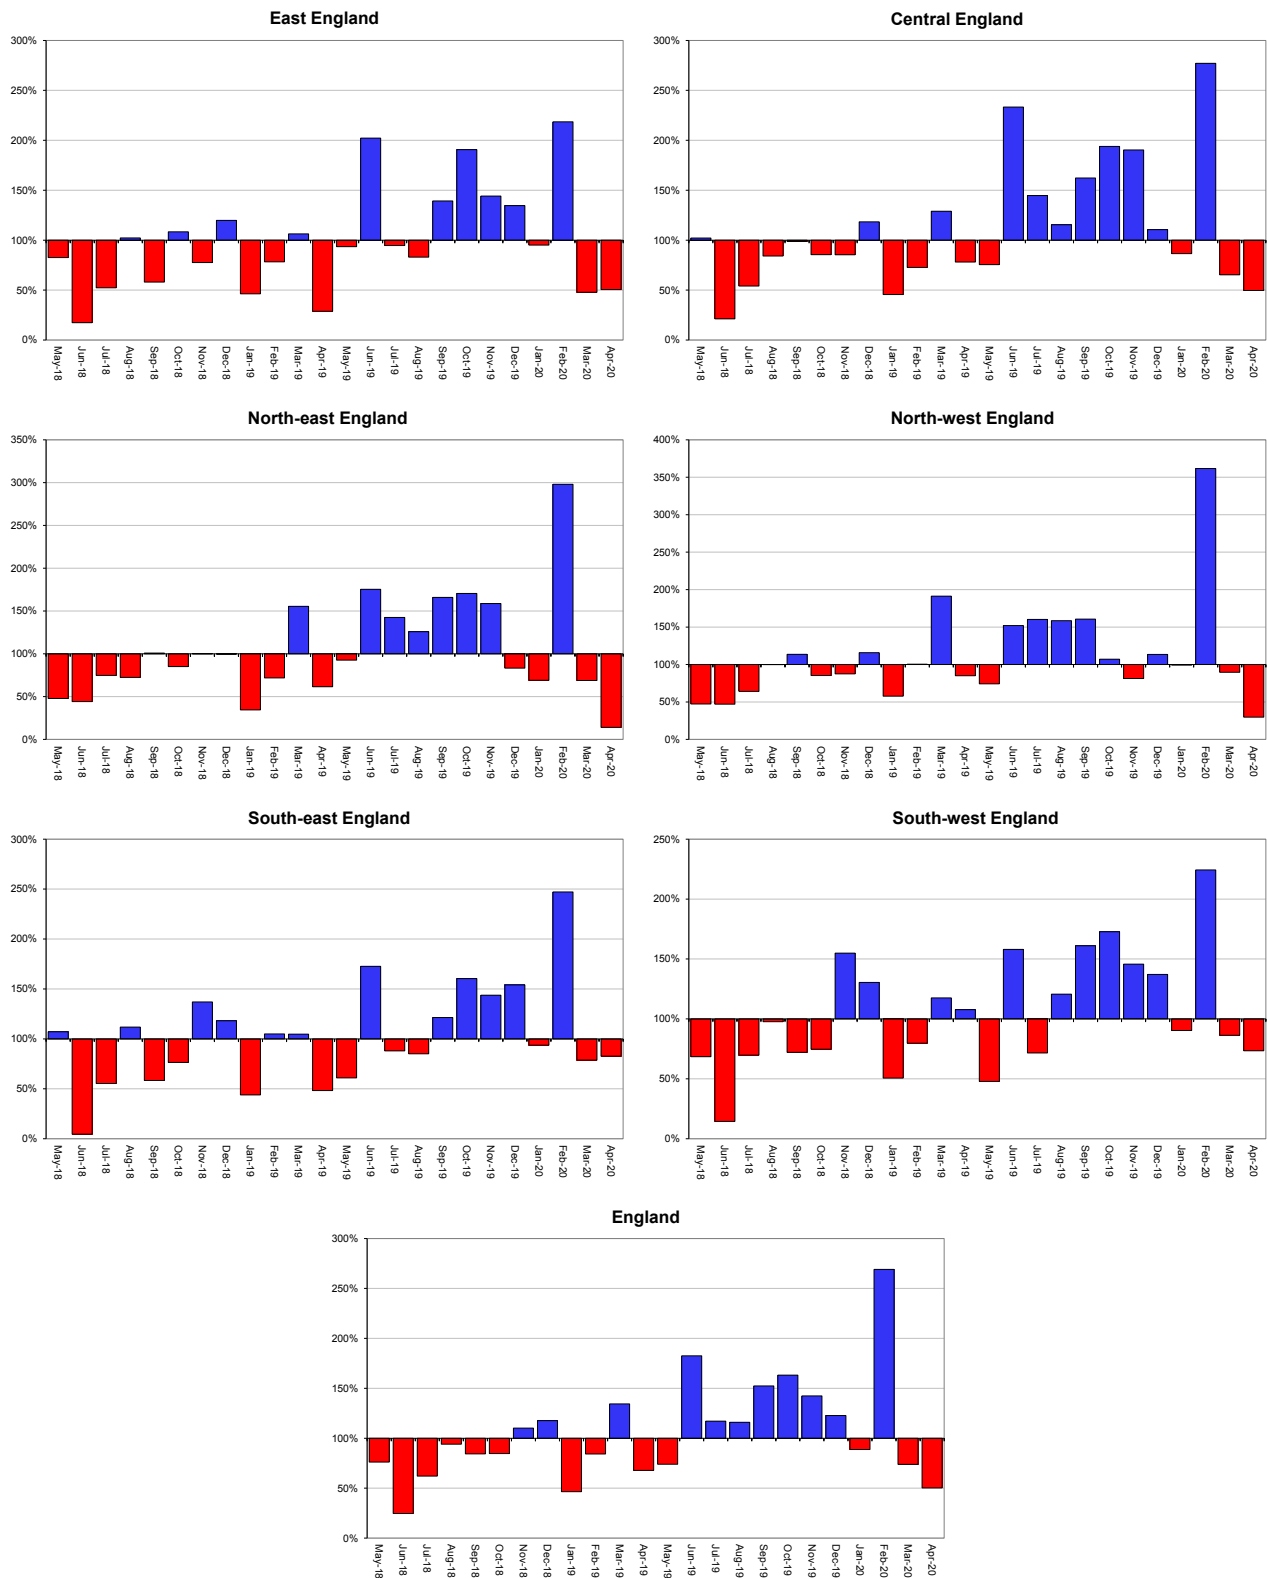 East England
Central England
300%
250%
200%
150%
100%
50%
0%
May-18
Jun-18
Jul-18
Aug-18
Sep-18
Oct-18
Nov-18
Dec-18
Jan-19
Feb-19
Mar-19
Apr-19
May-19
Jun-19
Jul-19
Aug-19
Sep-19
Oct-19
Nov-19
Dec-19
Jan-20
Feb-20
Mar-20
Apr-20
300%
250%
200%
150%
100%
50%
0%
May-18
Jun-18
Jul-18
Aug-18
Sep-18
Oct-18
Nov-18
Dec-18
Jan-19
Feb-19
Mar-19
Apr-19
May-19
Jun-19
Jul-19
Aug-19
Sep-19
Oct-19
Nov-19
Dec-19
Jan-20
Feb-20
Mar-20
Apr-20
North-east England
North-west England
350%
300%
250%
200%
150%
100%
50%
0%
May-18
Jun-18
Jul-18
Aug-18
Sep-18
Oct-18
Nov-18
Dec-18
Jan-19
Feb-19
Mar-19
Apr-19
May-19
Jun-19
Jul-19
Aug-19
Sep-19
Oct-19
Nov-19
Dec-19
Jan-20
Feb-20
Mar-20
Apr-20
400%
350%
300%
250%
200%
150%
100%
50%
0%
May-18
Jun-18
Jul-18
Aug-18
Sep-18
Oct-18
Nov-18
Dec-18
Jan-19
Feb-19
Mar-19
Apr-19
May-19
Jun-19
Jul-19
Aug-19
Sep-19
Oct-19
Nov-19
Dec-19
Jan-20
Feb-20
Mar-20
Apr-20
South-east England
South-west England
300%
250%
200%
150%
100%
50%
0%
May-18
Jun-18
Jul-18
Aug-18
Sep-18
Oct-18
Nov-18
Dec-18
Jan-19
Feb-19
Mar-19
Apr-19
May-19
Jun-19
Jul-19
Aug-19
Sep-19
Oct-19
Nov-19
Dec-19
Jan-20
Feb-20
Mar-20
Apr-20
250%
200%
150%
100%
50%
0%
May-18
Jun-18
Jul-18
Aug-18
Sep-18
Oct-18
Nov-18
Dec-18
Jan-19
Feb-19
Mar-19
Apr-19
May-19
Jun-19
Jul-19
Aug-19
Sep-19
Oct-19
Nov-19
Dec-19
Jan-20
Feb-20
Mar-20
Apr-20
England
300%
250%
200%
150%
100%
50%
0%
May-18
Jun-18
Jul-18
Aug-18
Sep-18
Oct-18
Nov-18
Dec-18
Jan-19
Feb-19
Mar-19
Apr-19
May-19
Jun-19
Jul-19
Aug-19
Sep-19
Oct-19
Nov-19
Dec-19
Jan-20
Feb-20
Mar-20
Apr-20